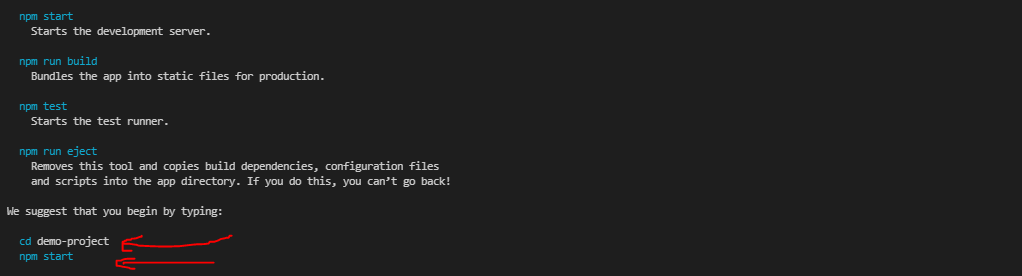 npm start
Starts the development server.
npm run build
Bundles the app into static files for production.
npm test
Starts the test runner.
npm run eject
Removes this tool and copies build dependencies, configuration files
and scripts into the app directory. If you do this, you can’t go back!
We suggest that you begin by typing:
cd demo-project
npm start